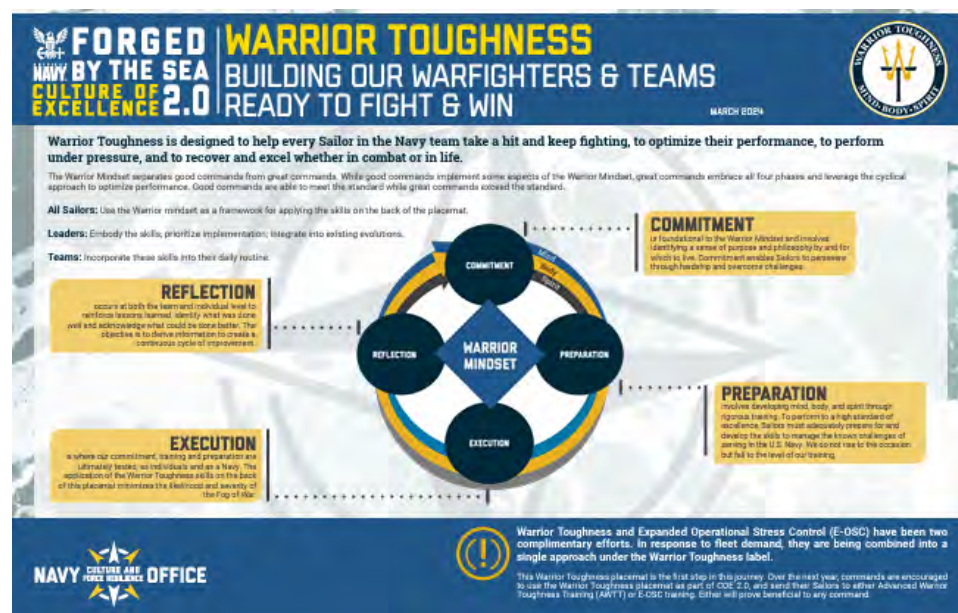 FORGED
NAVY. BY THE SEA
CULTURE OF
EXCELLENCE 2.0
WARRIOR TOUGHNESS
BUILDING OUR WARFIGHTERS & TEAMS
READY TO FIGHT & WIN
MARCH 2024
WARRIOR TOUGHNESS
MIND·BODY·SPIRIT
Warrior Toughness is designed to help every Sailor in the Navy team take a hit and keep fighting, to optimize their performance, to perform
under pressure, and to recover and excel whether in combat or in life.
The Warrior Mindset separates good commands from great commands. While good commands implement some aspects of the Warrior Mindset, great commands embrace all four phases and leverage the cyclical
approach to optimize performance. Good commands are able to meet the standard while great commands exceed the standard.
All Sailors: Use the Warrior mindset as a framework for applying the skills on the back of the placemat.
Leaders: Embody the skills; prioritize implementation; integrate into existing evolutions.
Teams: Incorporate these skills into their daily routine.
COMMITMENT
is foundational to the Warrior Mindset and involves
identifying a sense of purpose and philosophy by and for
which to live. Commitment enables Sailors to persevere
through hardship and overcome challenges.
REFLECTION
occurs at both the team and individual level to
reinforce lessons learned, identify what was done
well and acknowledge what could be done better. The
objective is to derive information to create a
continuous cycle of improvement.
COMMITMENT
Mind
Body
Spirit
REFLECTION
WARRIOR
MINDSET
PREPARATION
EXECUTION
PREPARATION
involves developing mind, body, and spirit through
rigorous training. To perform to a high standard of
excellence, Sailors must adequately prepare for and
develop the skills to manage the known challenges of
serving in the U.S. Navy. We do not rise to the occasion
but fall to the level of our training.
EXECUTION
is where our commitment, training and preparation are
ultimately tested, as individuals and as a Navy. The
application of the Warrior Toughness skills on the back
of this placemat minimizes the likelihood and severity of
the Fog of War.
NAVY CULTURE AND
FORCE RESILIENCE OFFICE
Warrior Toughness and Expanded Operational Stress Control (E-OSC) have been two
complimentary efforts. In response to fleet demand, they are being combined into a
single approach under the Warrior Toughness label.
This Warrior Toughness placemat is the first step in this journey. Over the next year, commands are encouraged
to use the Warrior Toughness placemat as part of COE 2.0, and send their Sailors to either Advanced Warrior
Toughness Training (AWTT) or E-OSC training. Either will prove beneficial to any command.